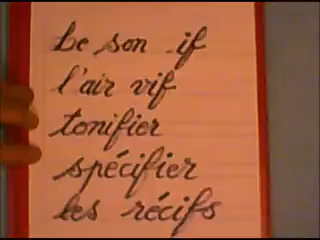 Le son if
l'air vif
tonifier
spécifier
les récifs